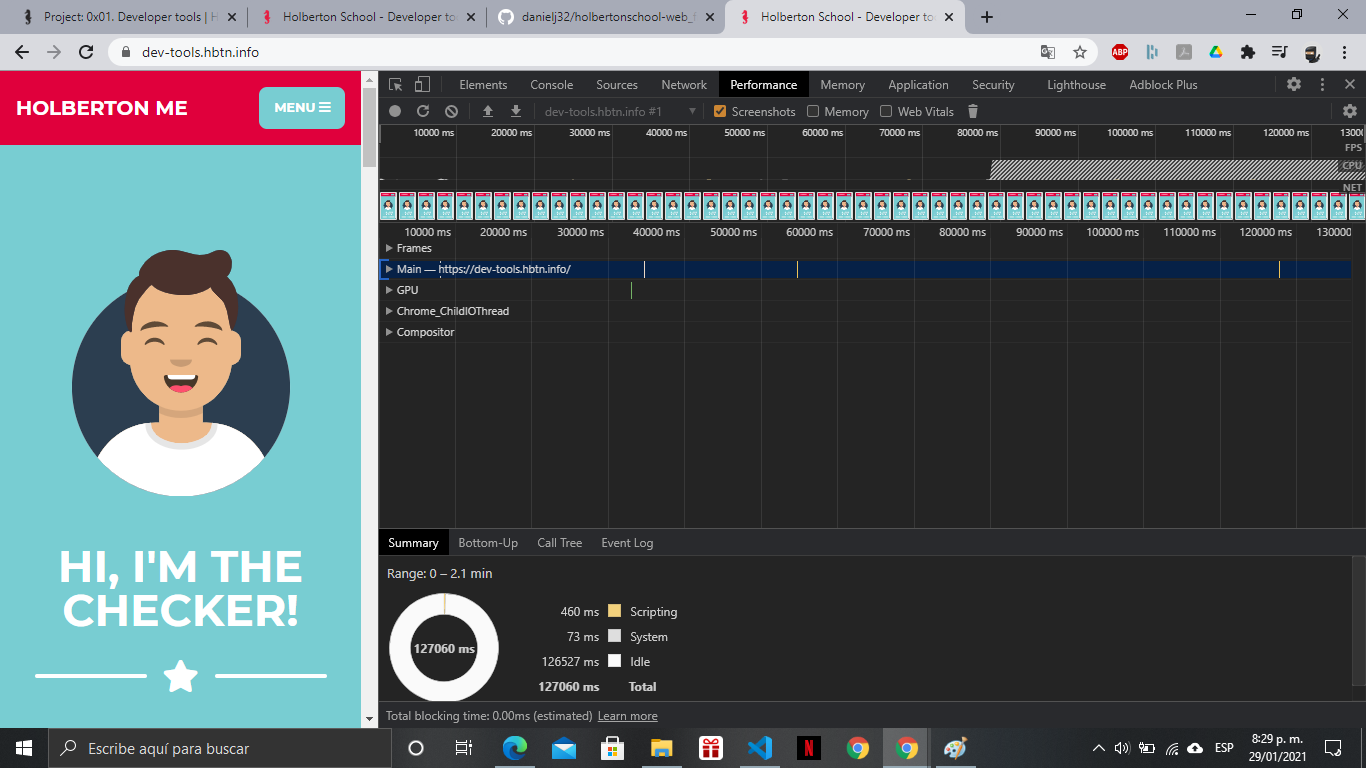 Project: 0x01. Developer tools | H
Holberton School - Developer to
danielj32/holbertonschool-web_f
Holberton School - Developer to
dev-tools.hbtn.info
ABP
HOLBERTON ME
MENU
HI, I'M THE
CHECKER!
Elements Console Sources Network Performance Memory Application Security Lighthouse Adblock Plus
dev-tools.hbtn.info #1 Screenshots Memory Web Vitals
10000 ms 20000 ms 30000 ms 40000 ms 50000 ms 60000 ms 70000 ms 80000 ms 90000 ms 100000 ms 110000 ms 120000 ms 1300
FPS
CPU
NET
10000 ms 20000 ms 30000 ms 40000 ms 50000 ms 60000 ms 70000 ms 80000 ms 90000 ms 100000 ms 110000 ms 120000 ms 130000
Frames
Main — https://dev-tools.hbtn.info/
GPU
Chrome_ChildIOThread
Compositor
Summary Bottom-Up Call Tree Event Log
Range: 0 – 2.1 min
127060 ms
460 ms Scripting
73 ms System
126527 ms Idle
127060 ms Total
Total blocking time: 0.00ms (estimated) Learn more
Escribe aquí para buscar
N
ESP
8:29 p. m.
29/01/2021